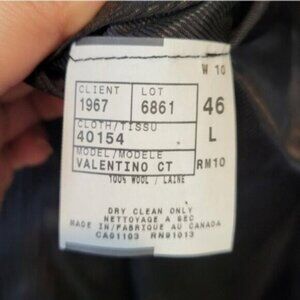 W 10
CLIENT LOT
1967 6861 46
CLOTH/TISSU
40154 L
MODEL/MODELE
VALENTINO CT RM10
100% WOOL / LAINE
DRY CLEAN ONLY
NETTOYAGE A SEC
MADE IN/FABRIQUE AU CANADA
CA01103 RN91013